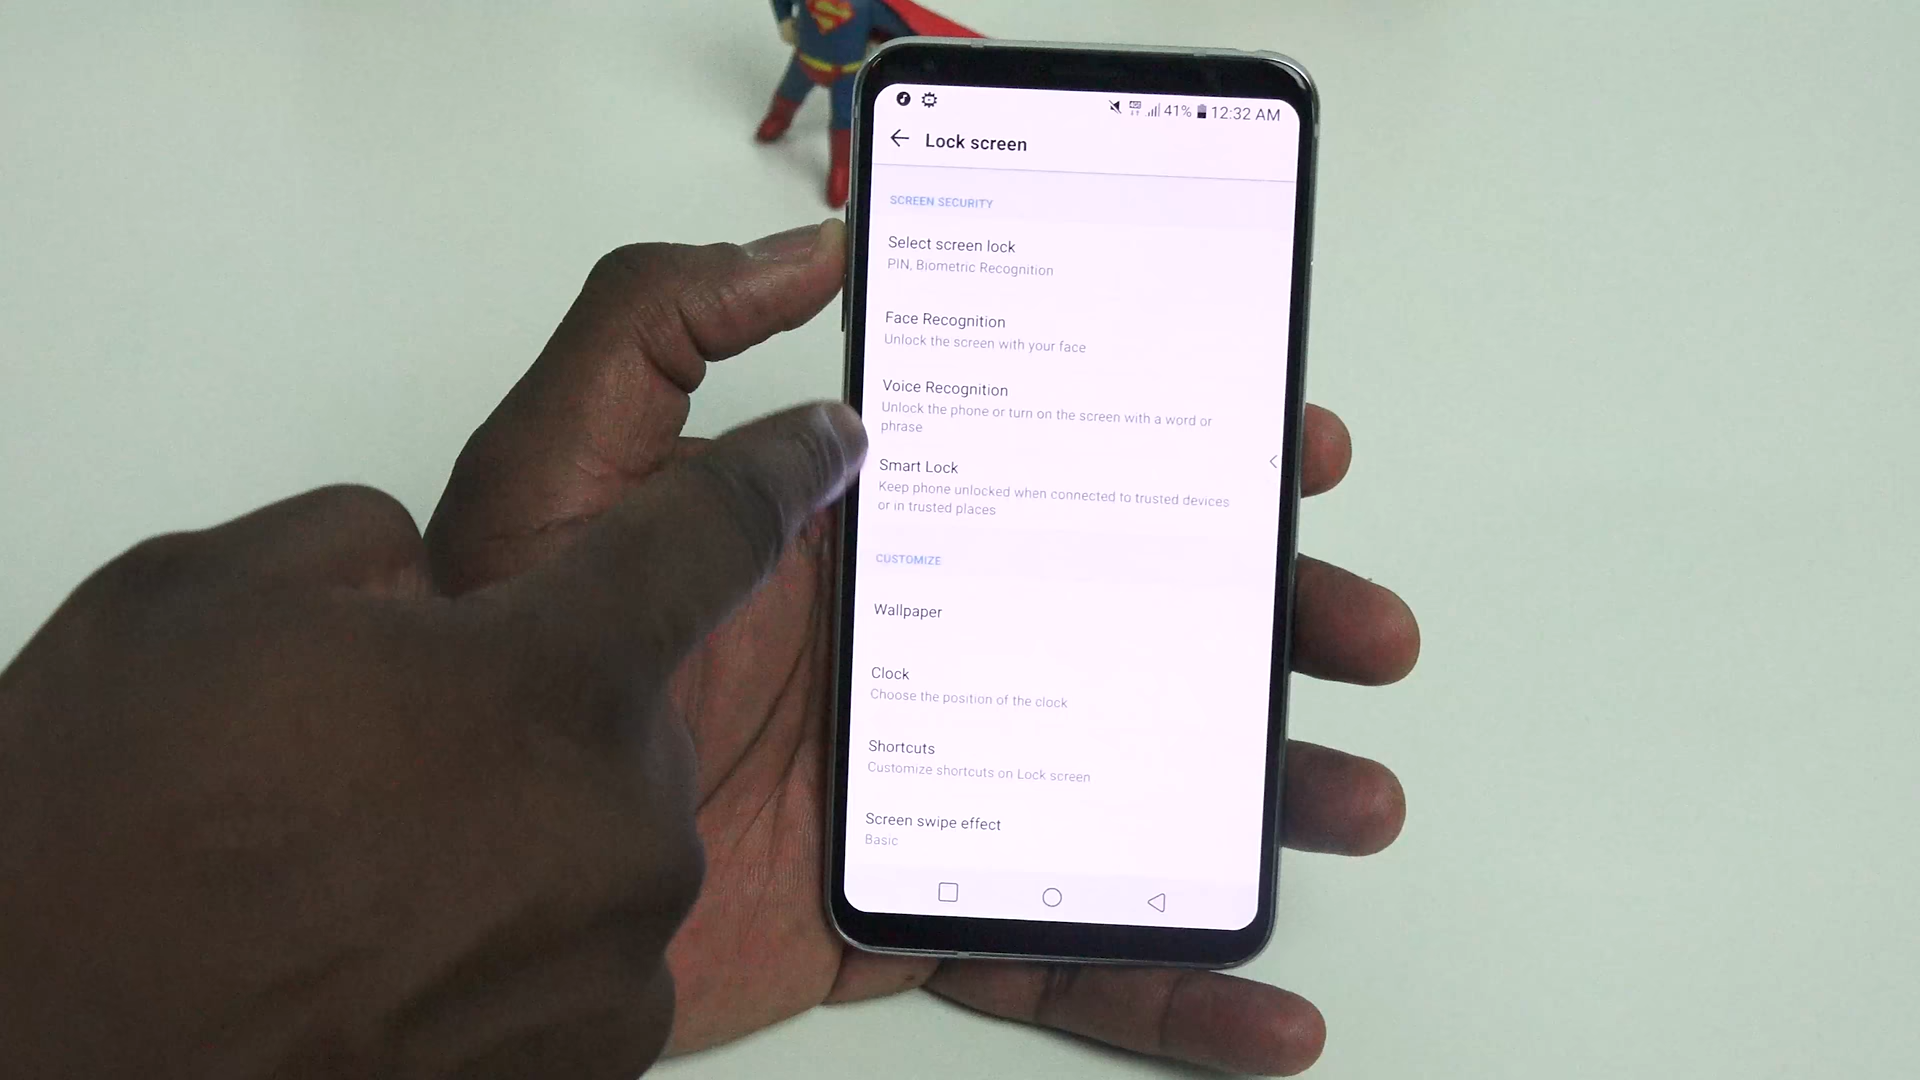 41% 12:32 AM
Lock screen
SCREEN SECURITY
Select screen lock
PIN, Biometric Recognition
Face Recognition
Unlock the screen with your face
Voice Recognition
Unlock the phone or turn on the screen with a word or
phrase
Smart Lock
Keep phone unlocked when connected to trusted devices
or in trusted places
CUSTOMIZE
Wallpaper
Clock
Choose the position of the clock
Shortcuts
Customize shortcuts on Lock screen
Screen swipe effect
Basic